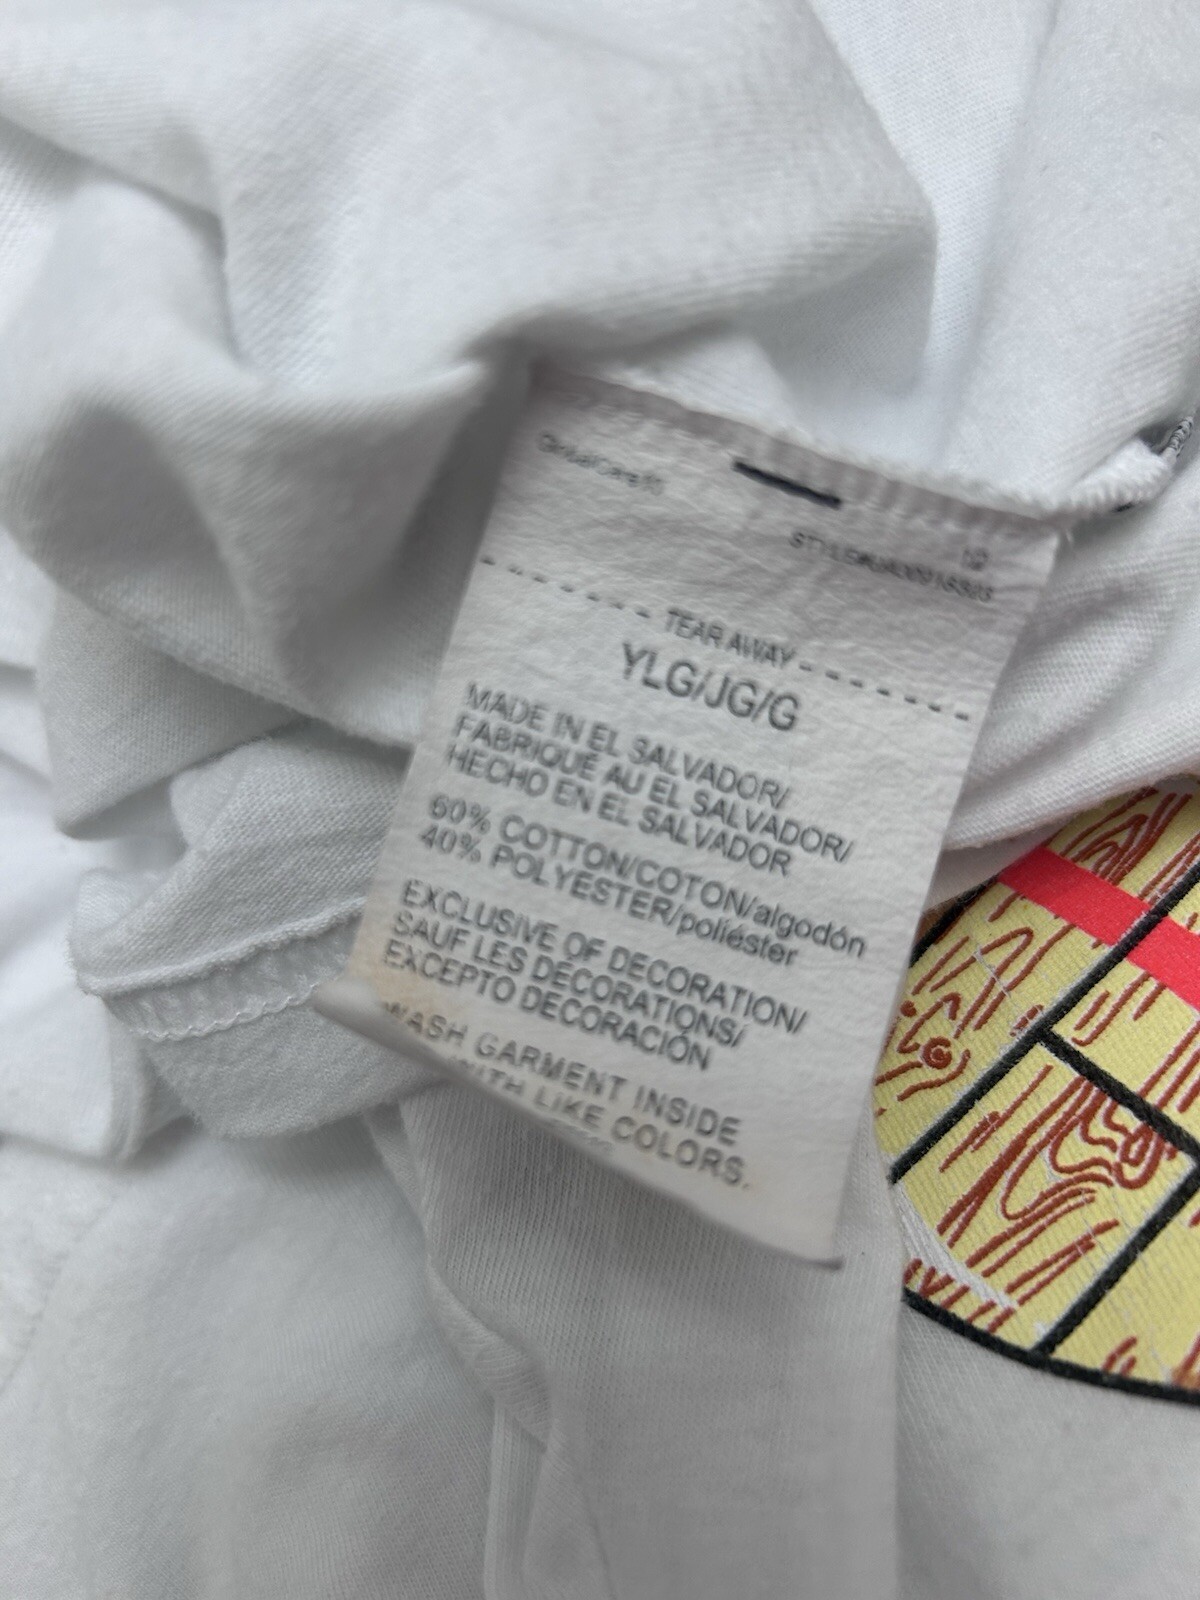 TEAR AWAY
YLG/JG/G
MADE IN EL SALVADOR/
FABRIQUÉ AU EL SALVADOR/
HECHO EN EL SALVADOR
60% COTTON/COTON/algodón
40% POLYESTER/poliéster
EXCLUSIVE OF DECORATION/
SAUF LES DÉCORATIONS/
EXCEPTO DECORACIÓN
WASH GARMENT INSIDE
WITH LIKE COLORS.